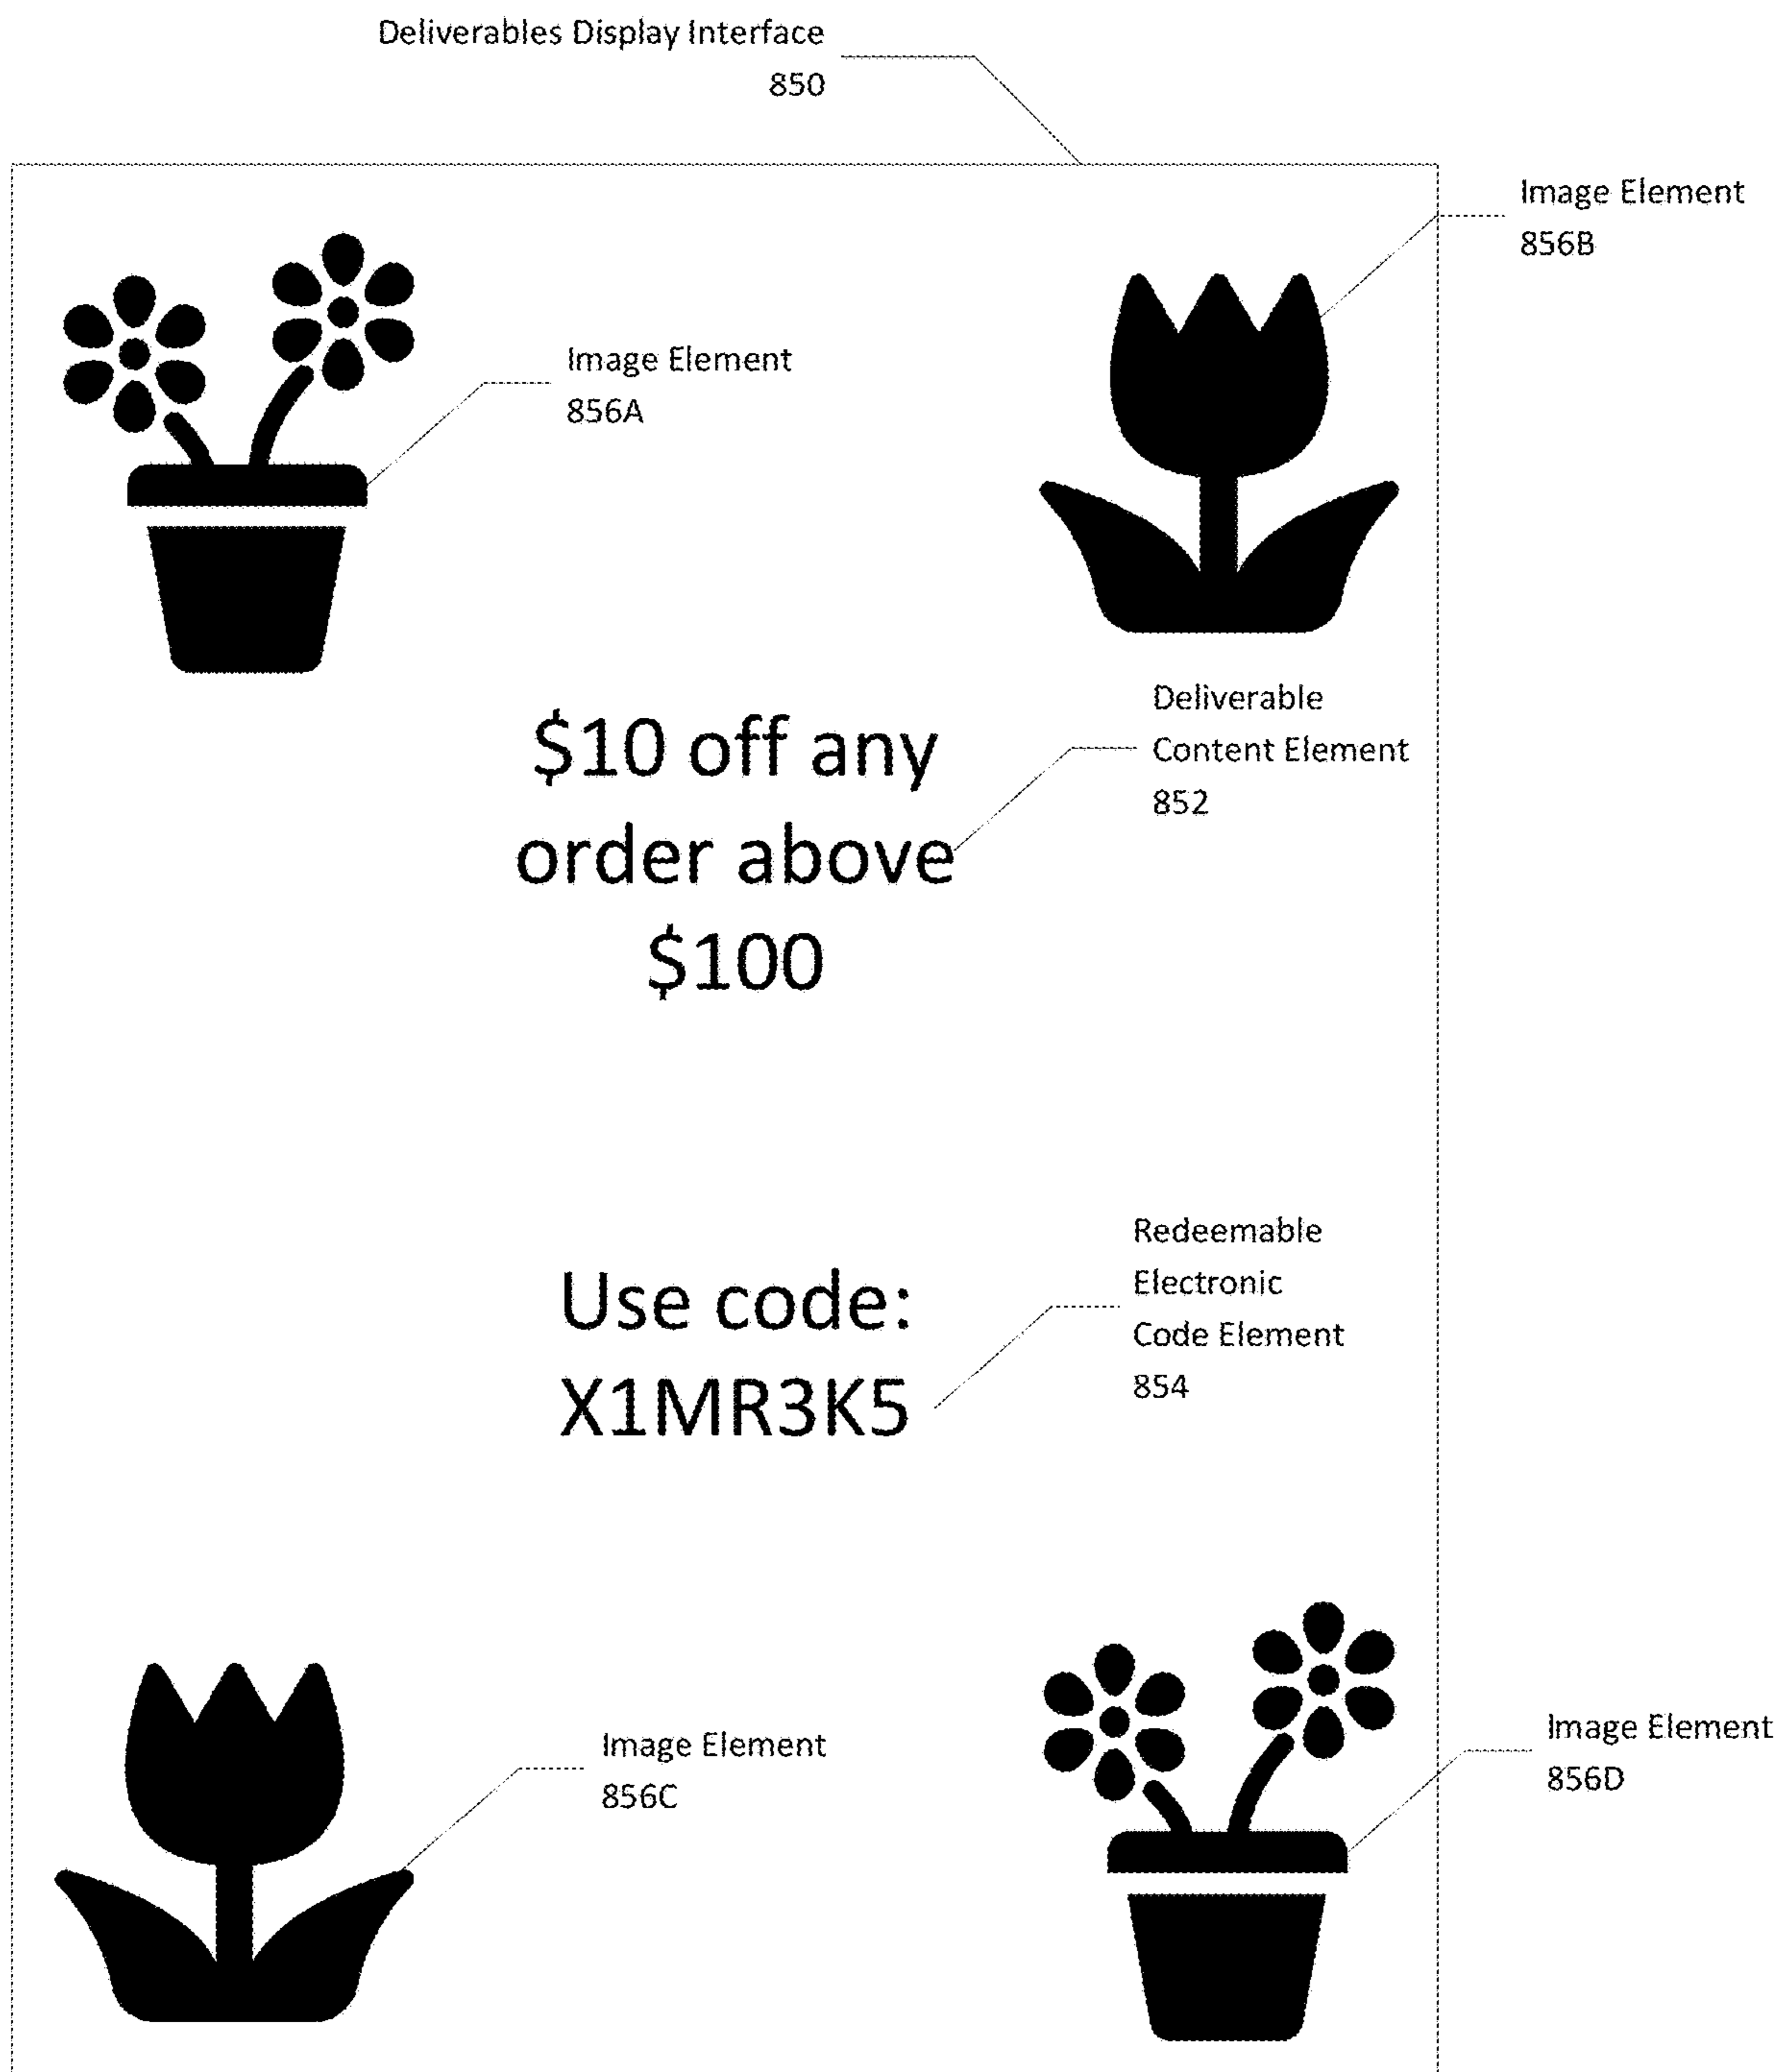 Deliverables Display Interface
850
Image Element
856B
Image Element
856A
Deliverable
Content Element
852
$10 off any
order above
$100
Redeemable
Electronic
Code Element
854
Use code:
X1MR3K5
Image Element
856C
Image Element
856D